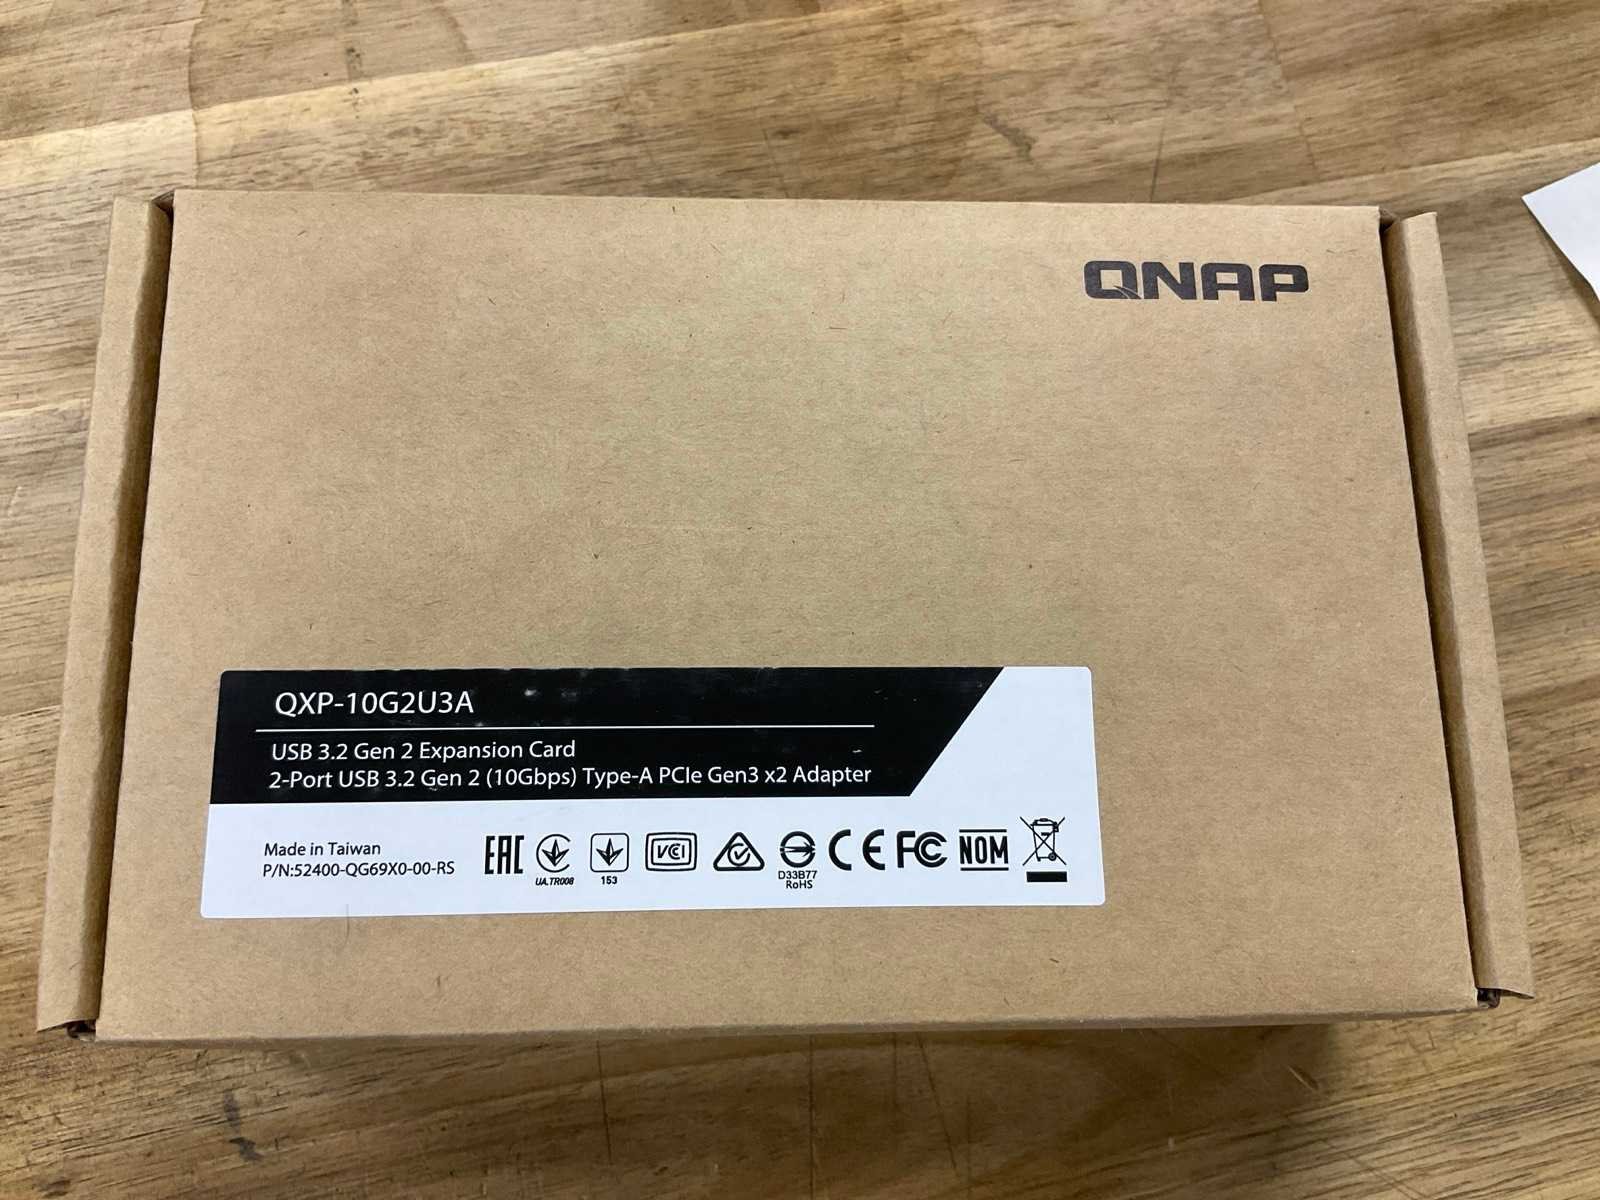 QNAP
QXP-10G2U3A
USB 3.2 Gen 2 Expansion Card
2-Port USB 3.2 Gen 2 (10Gbps) Type-A PCIe Gen3 x2 Adapter
Made in Taiwan
P/N:52400-QG69X0-00-RS
EAC
UA.TR008
153
VCCI
D33B77
RoHS
CE
FC
NOM